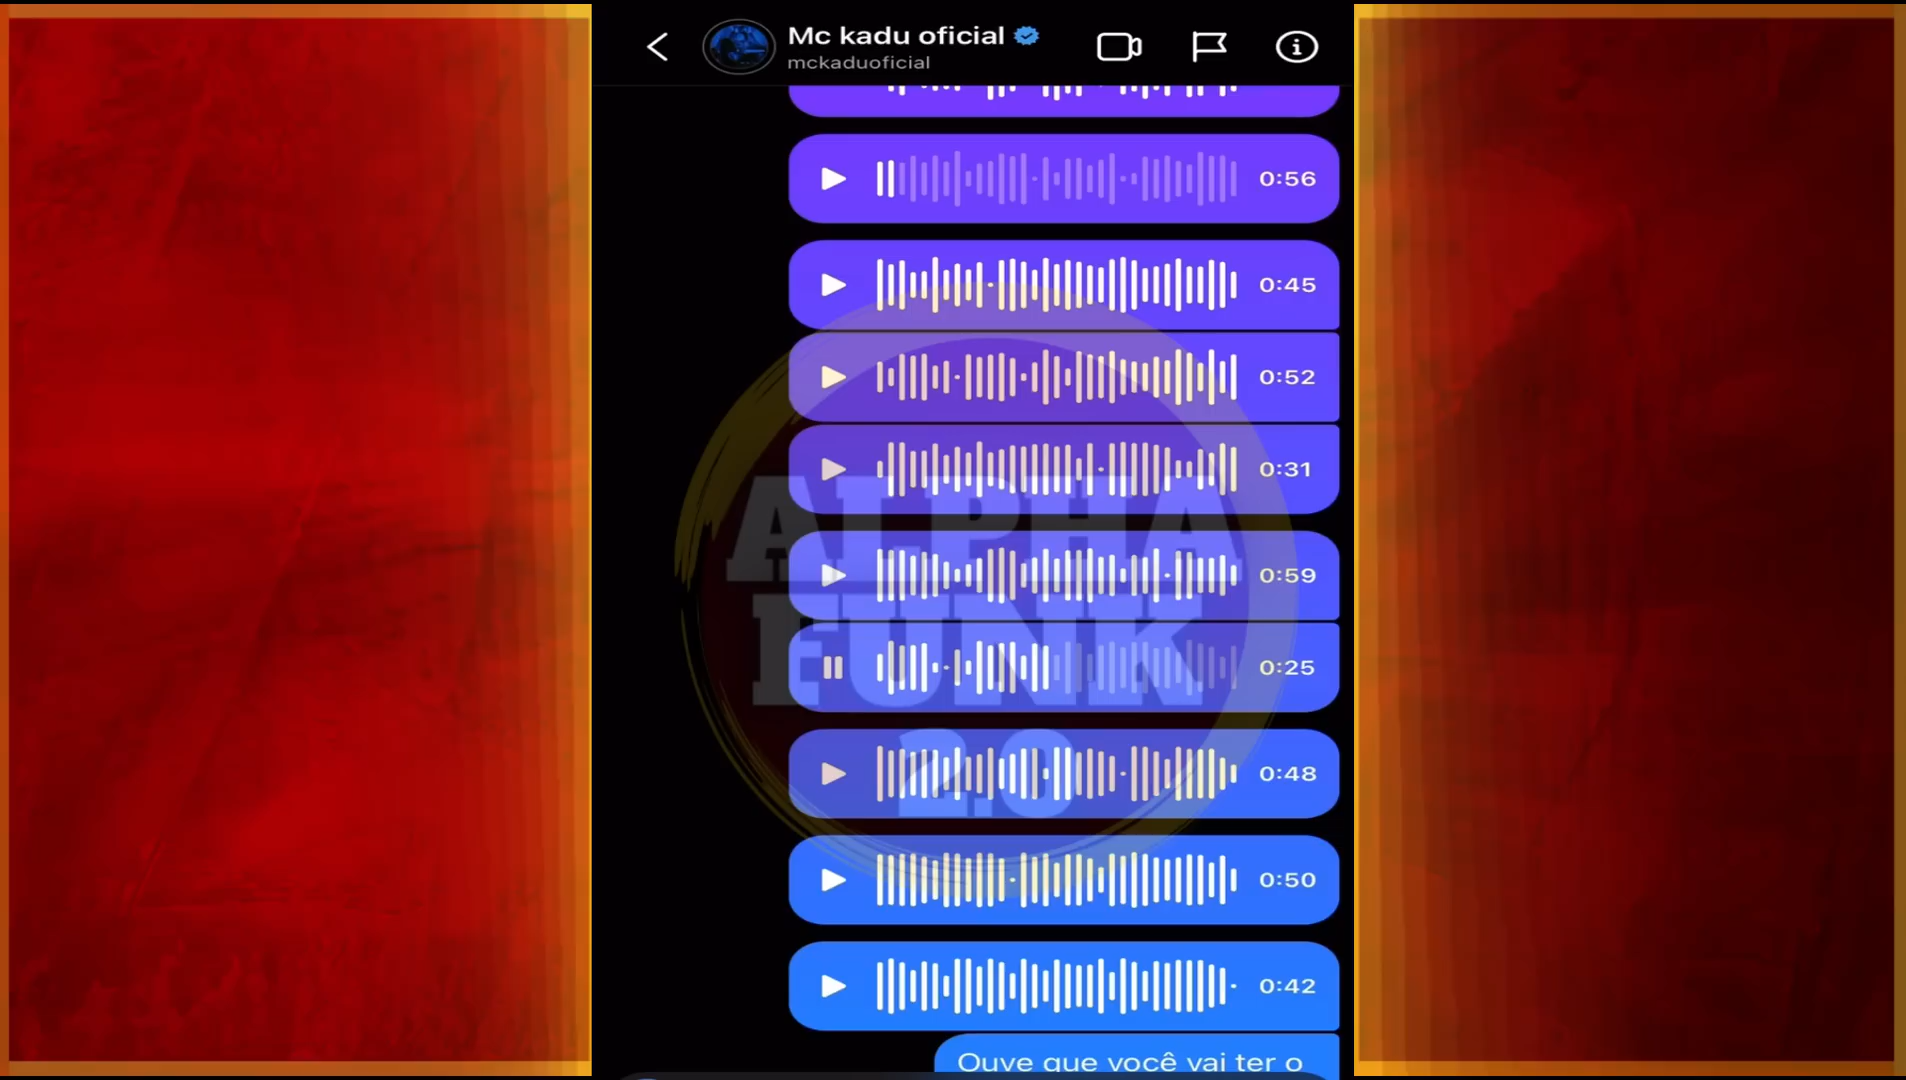 Mc kadu oficial
mckaduoficial
0:56
0:45
0:52
0:31
0:59
0:25
0:48
0:50
0:42
ALPHA
FUNK
2.0
Ouve que você vai ter o